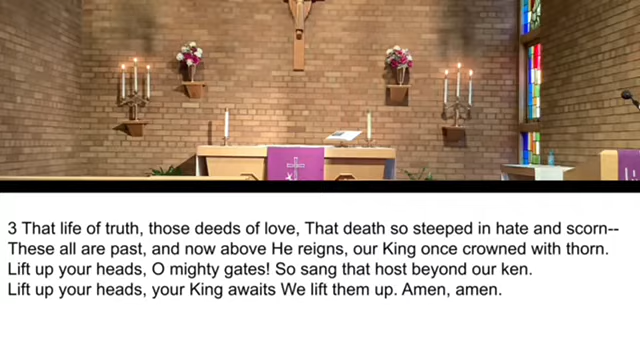 3 That life of truth, those deeds of love, That death so steeped in hate and scorn--
These all are past, and now above He reigns, our King once crowned with thorn.
Lift up your heads, O mighty gates! So sang that host beyond our ken.
Lift up your heads, your King awaits We lift them up. Amen, amen.